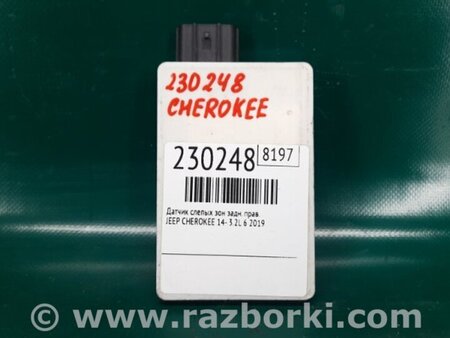 230248
CHEROKEE
230248 8197
Датчик слепых зон задн. прав.
JEEP CHEROKEE 14- 3.2L 6 2019
© www.razborki.com